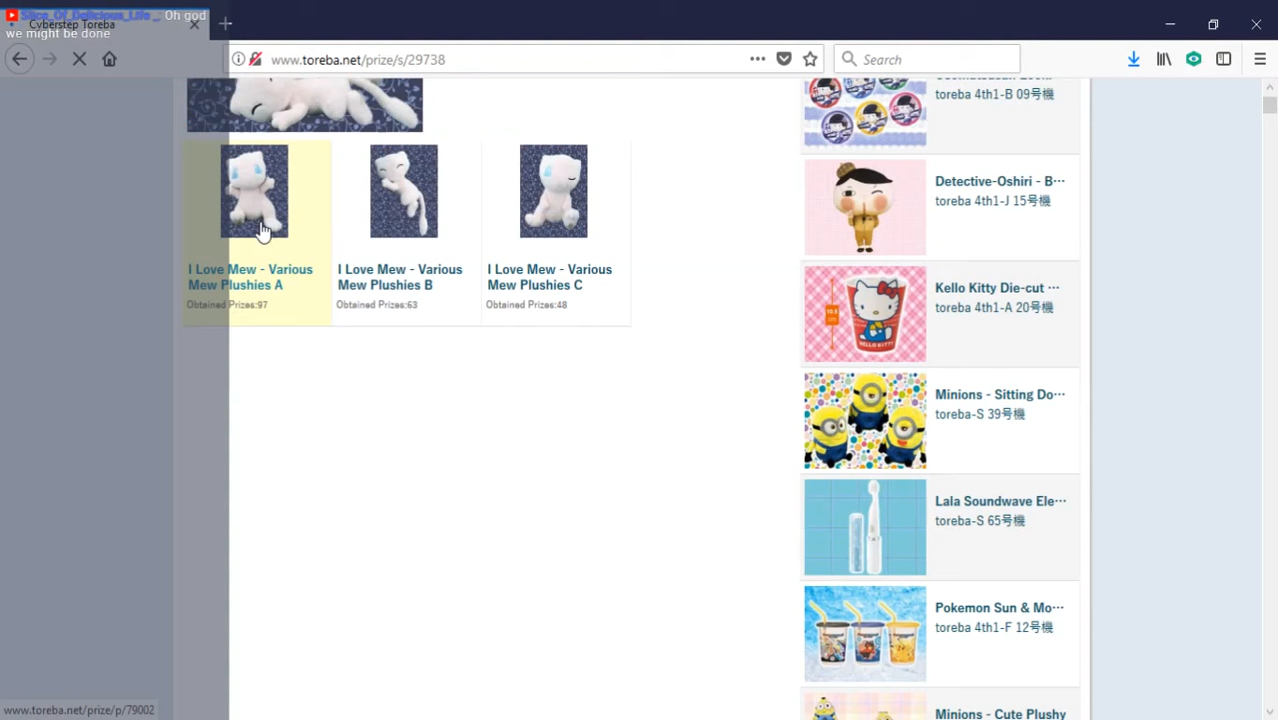 Slice_Of_Delicious_Life_: Oh god
we might be done
Cyberstep Toreba
www.toreba.net/prize/s/29738
Search
toreba 4th1-B 09号機
Detective-Oshiri - B…
toreba 4th1-J 15号機
I Love Mew - Various
Mew Plushies A
Obtained Prizes:97
I Love Mew - Various
Mew Plushies B
Obtained Prizes:63
I Love Mew - Various
Mew Plushies C
Obtained Prizes:48
Kello Kitty Die-cut …
toreba 4th1-A 20号機
HELLO KITTY
Minions - Sitting Do…
toreba-S 39号機
Lala Soundwave Ele…
toreba-S 65号機
Pokemon Sun & Mo…
toreba 4th1-F 12号機
Minions - Cute Plushy
www.toreba.net/prize/p/79002